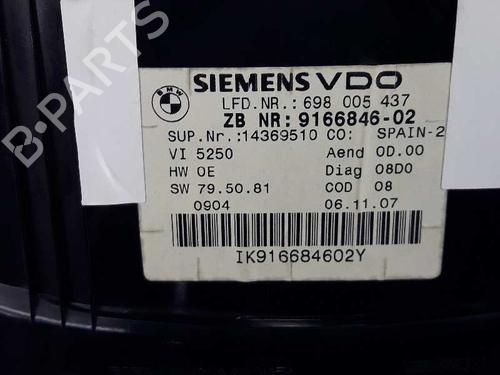 B-PARTS
BMW
SIEMENS VDO
LFD.NR.: 698 005 437
ZB NR: 9166846-02
SUP.Nr.:14369510 CO: SPAIN-2
VI 5250 Aend 0D.00
HW 0E Diag 08D0
SW 79.50.81 COD 08
0904 06.11.07
IK916684602Y